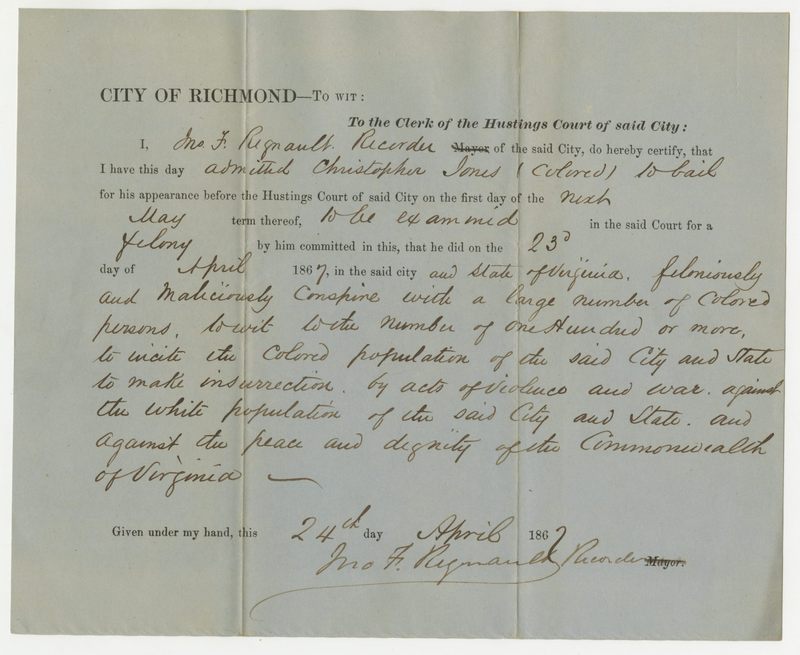 CITY OF RICHMOND—To wit:
To the Clerk of the Hustings Court of said City:
I, Jno F. Regnault. Recorder Mayor of the said City, do hereby certify, that
I have this day admitted Christopher Jones (Colored) to bail
for his appearance before the Hustings Court of said City on the first day of the next
May term thereof, to be examined in the said Court for a
felony by him committed in this, that he did on the 23d
day of April 1867, in the said city and State of Virginia. feloniously
and Maliciously Conspire with a large number of Colored
persons, to wit to the number of one Hundred or more,
to incite the Colored population of the said City and State
to make insurrection. by acts of violence and war. against
the white population of the said City and State. and
against the peace and dignity of the Commonwealth
of Virginia —
Given under my hand, this 24th day April 1867
Jno F. Regnault Recorder Mayor.